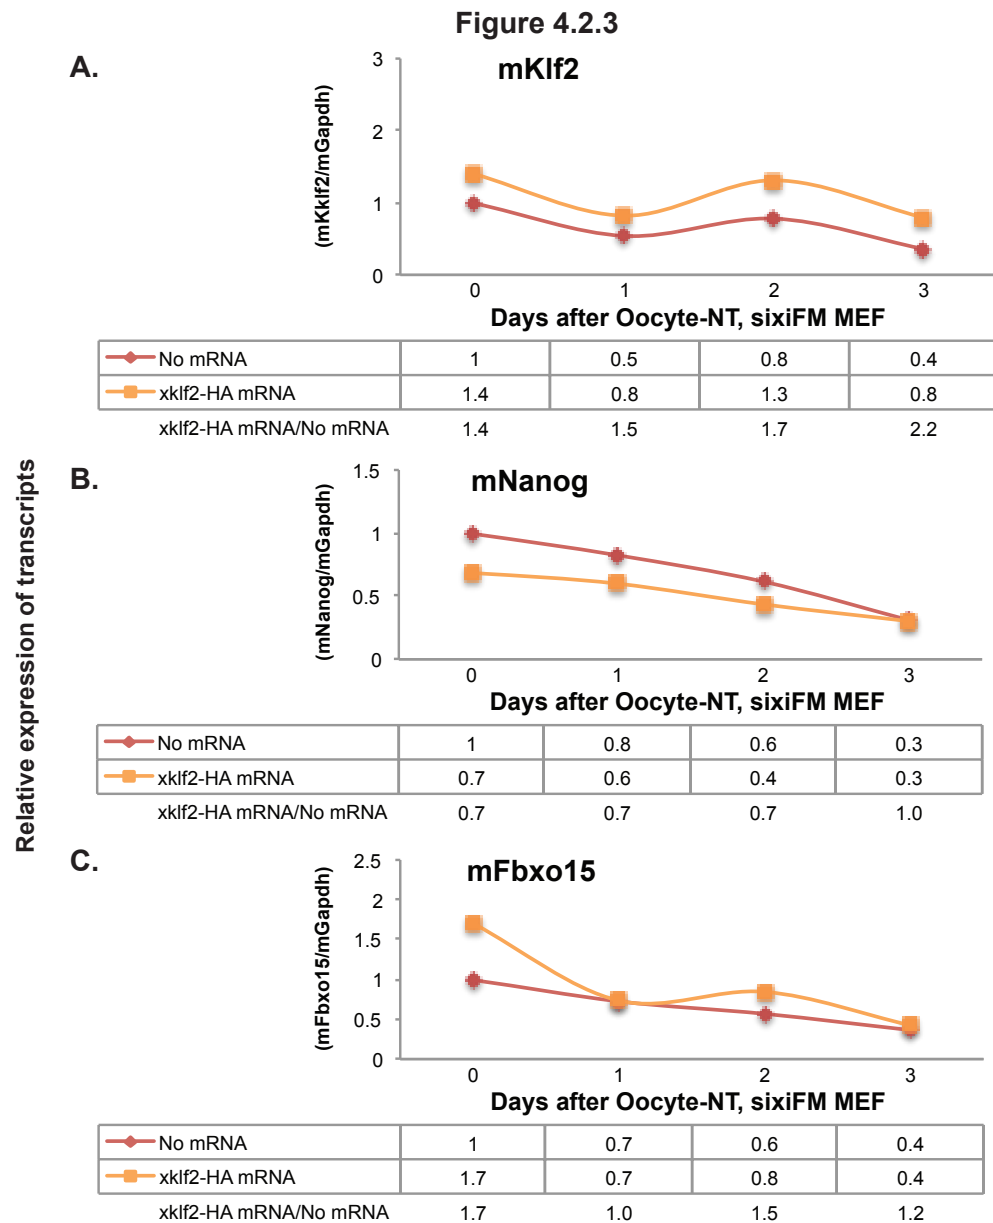 Figure 4.2.3
Relative expression of transcripts
A.
mKlf2
(mKklf2/mGapdh)
3
2
1
0
0 1 2 3
Days after Oocyte-NT, sixiFM MEF
No mRNA 1 0.5 0.8 0.4
xklf2-HA mRNA 1.4 0.8 1.3 0.8
xklf2-HA mRNA/No mRNA 1.4 1.5 1.7 2.2
B.
mNanog
(mNanog/mGapdh)
1.5
1
0.5
0
0 1 2 3
Days after Oocyte-NT, sixiFM MEF
No mRNA 1 0.8 0.6 0.3
xklf2-HA mRNA 0.7 0.6 0.4 0.3
xklf2-HA mRNA/No mRNA 0.7 0.7 0.7 1.0
C.
mFbxo15
(mFbxo15/mGapdh)
2.5
2
1.5
1
0.5
0
0 1 2 3
Days after Oocyte-NT, sixiFM MEF
No mRNA 1 0.7 0.6 0.4
xklf2-HA mRNA 1.7 0.7 0.8 0.4
xklf2-HA mRNA/No mRNA 1.7 1.0 1.5 1.2